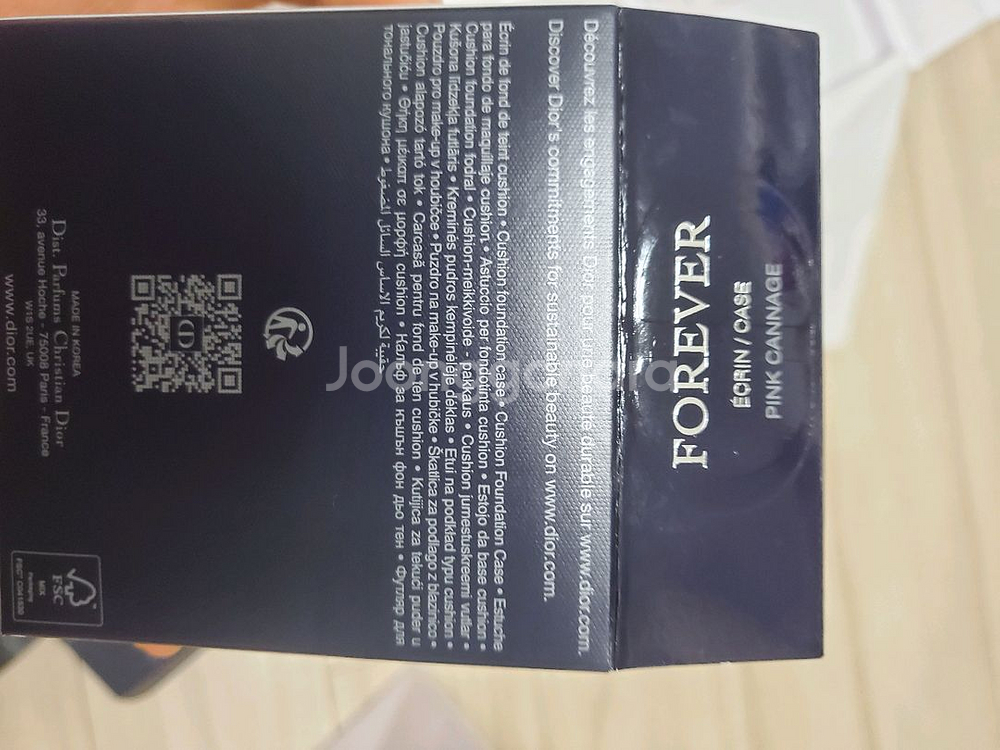 FOREVER
ÉCRIN / CASE
PINK CANNAGE
Découvrez les engagements Dior pour une beauté durable sur www.dior.com.
Discover Dior's commitments for sustainable beauty on www.dior.com.
Écrin de fond de teint cushion • Cushion foundation case • Cushion Foundation Case • Estuche
para fondo de maquillaje cushion • Astuccio per fondotinta cushion • Estojo da base cushion •
Cushion foundation fodral • Cushion-meikkivoide - pakkaus • Cushion jumestuskreemi vutlar •
Kušona līdzekļa futlāris • Kreminės pudros kempinėlėje dėklas • Etui na podkład typu cushion •
Pouzdro pro make-up v houbičce • Puzdro na make-up v hubičke • Škatlica za podlago z blazinico •
Cushion alapozó tartó tok • Carcasă pentru fond de ten cushion • Kutijica za tekući puder u
jastučiću • Θήκη μέικαπ σε μορφή cushion • Калъф за кушън фон дьо тен • Футляр для
тонального кушона • حقيبة لكريم الأساس السائل المضغوط
MADE IN KOREA
Dist. Parfums Christian Dior
33, avenue Hoche - 75008 Paris - France
W1S 2UE, UK
www.dior.com
FSC
MIX
Packaging
Joonggonara